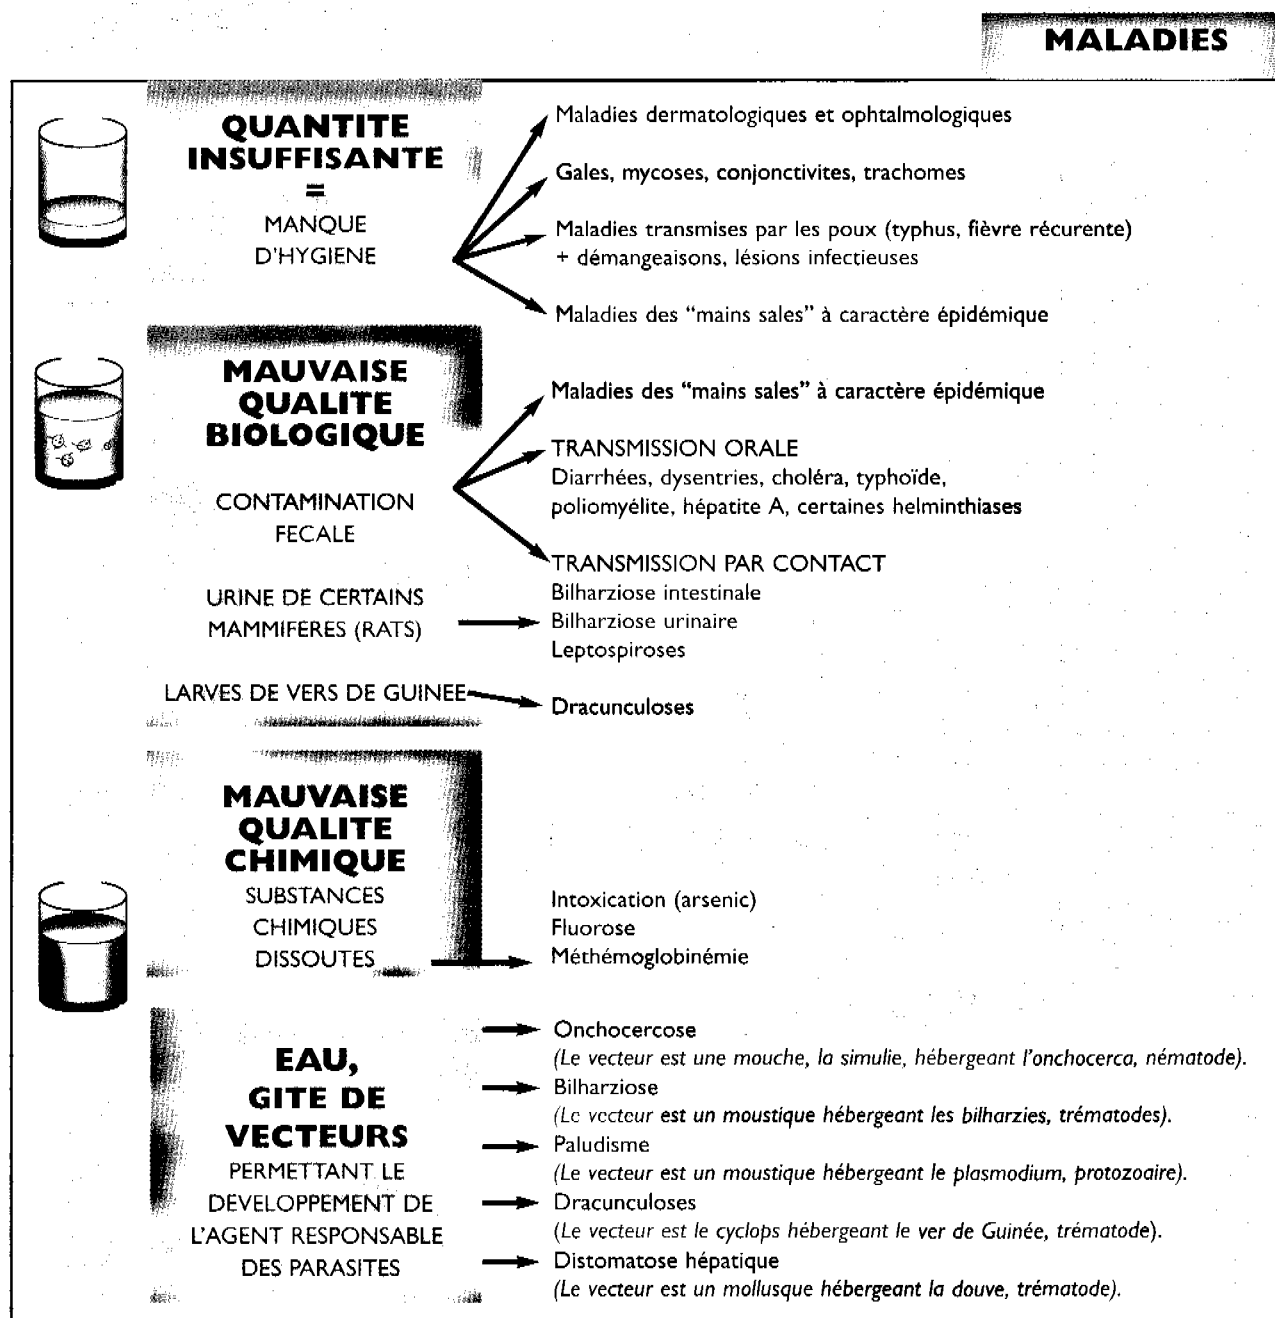 MALADIES
QUANTITE
INSUFFISANTE
=
MANQUE
D'HYGIENE
Maladies dermatologiques et ophtalmologiques
Gales, mycoses, conjonctivites, trachomes
Maladies transmises par les poux (typhus, fièvre récurente)
+ démangeaisons, lésions infectieuses
Maladies des “mains sales” à caractère épidémique
MAUVAISE
QUALITE
BIOLOGIQUE
CONTAMINATION
FECALE
Maladies des “mains sales” à caractère épidémique
TRANSMISSION ORALE
Diarrhées, dysentries, choléra, typhoïde,
poliomyélite, hépatite A, certaines helminthiases
TRANSMISSION PAR CONTACT
Bilharziose intestinale
URINE DE CERTAINS
MAMMIFERES (RATS)
Bilharziose urinaire
Leptospiroses
LARVES DE VERS DE GUINEE
Dracunculoses
MAUVAISE
QUALITE
CHIMIQUE
SUBSTANCES
CHIMIQUES
DISSOUTES
Intoxication (arsenic)
Fluorose
Méthémoglobinémie
EAU,
GITE DE
VECTEURS
PERMETTANT LE
DEVELOPPEMENT DE
L'AGENT RESPONSABLE
DES PARASITES
Onchocercose
(Le vecteur est une mouche, la simulie, hébergeant l'onchocerca, nématode).
Bilharziose
(Le vecteur est un moustique hébergeant les bilharzies, trématodes).
Paludisme
(Le vecteur est un moustique hébergeant le plasmodium, protozoaire).
Dracunculoses
(Le vecteur est le cyclops hébergeant le ver de Guinée, trématode).
Distomatose hépatique
(Le vecteur est un mollusque hébergeant la douve, trématode).